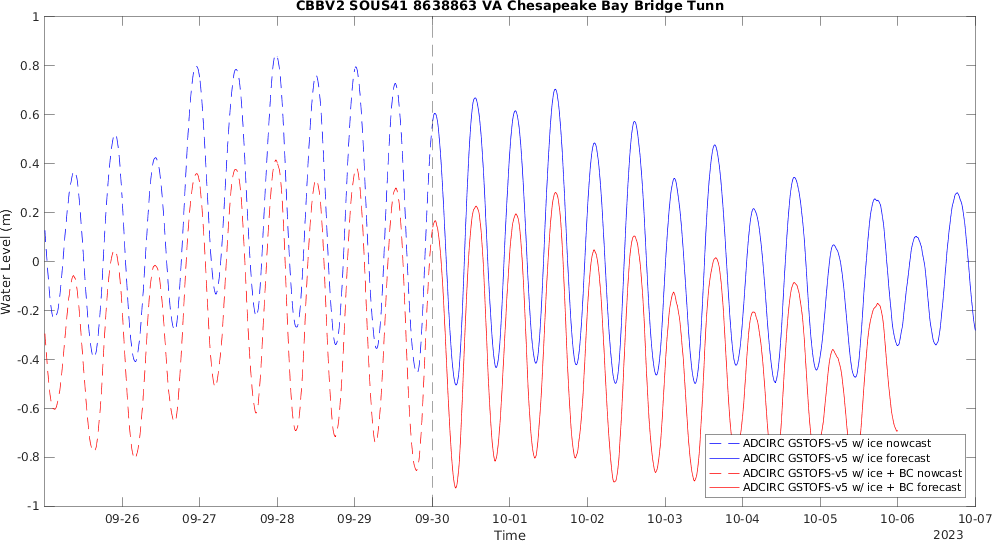 CBBV2 SOUS41 8638863 VA Chesapeake Bay Bridge Tunn
1
0.8
0.6
0.4
0.2
0
-0.2
-0.4
-0.6
-0.8
-1
Water Level (m)
ADCIRC GSTOFS-v5 w/ ice nowcast
ADCIRC GSTOFS-v5 w/ ice forecast
ADCIRC GSTOFS-v5 w/ ice + BC nowcast
ADCIRC GSTOFS-v5 w/ ice + BC forecast
09-26 09-27 09-28 09-29 09-30 10-01 10-02 10-03 10-04 10-05 10-06 10-07
Time
2023